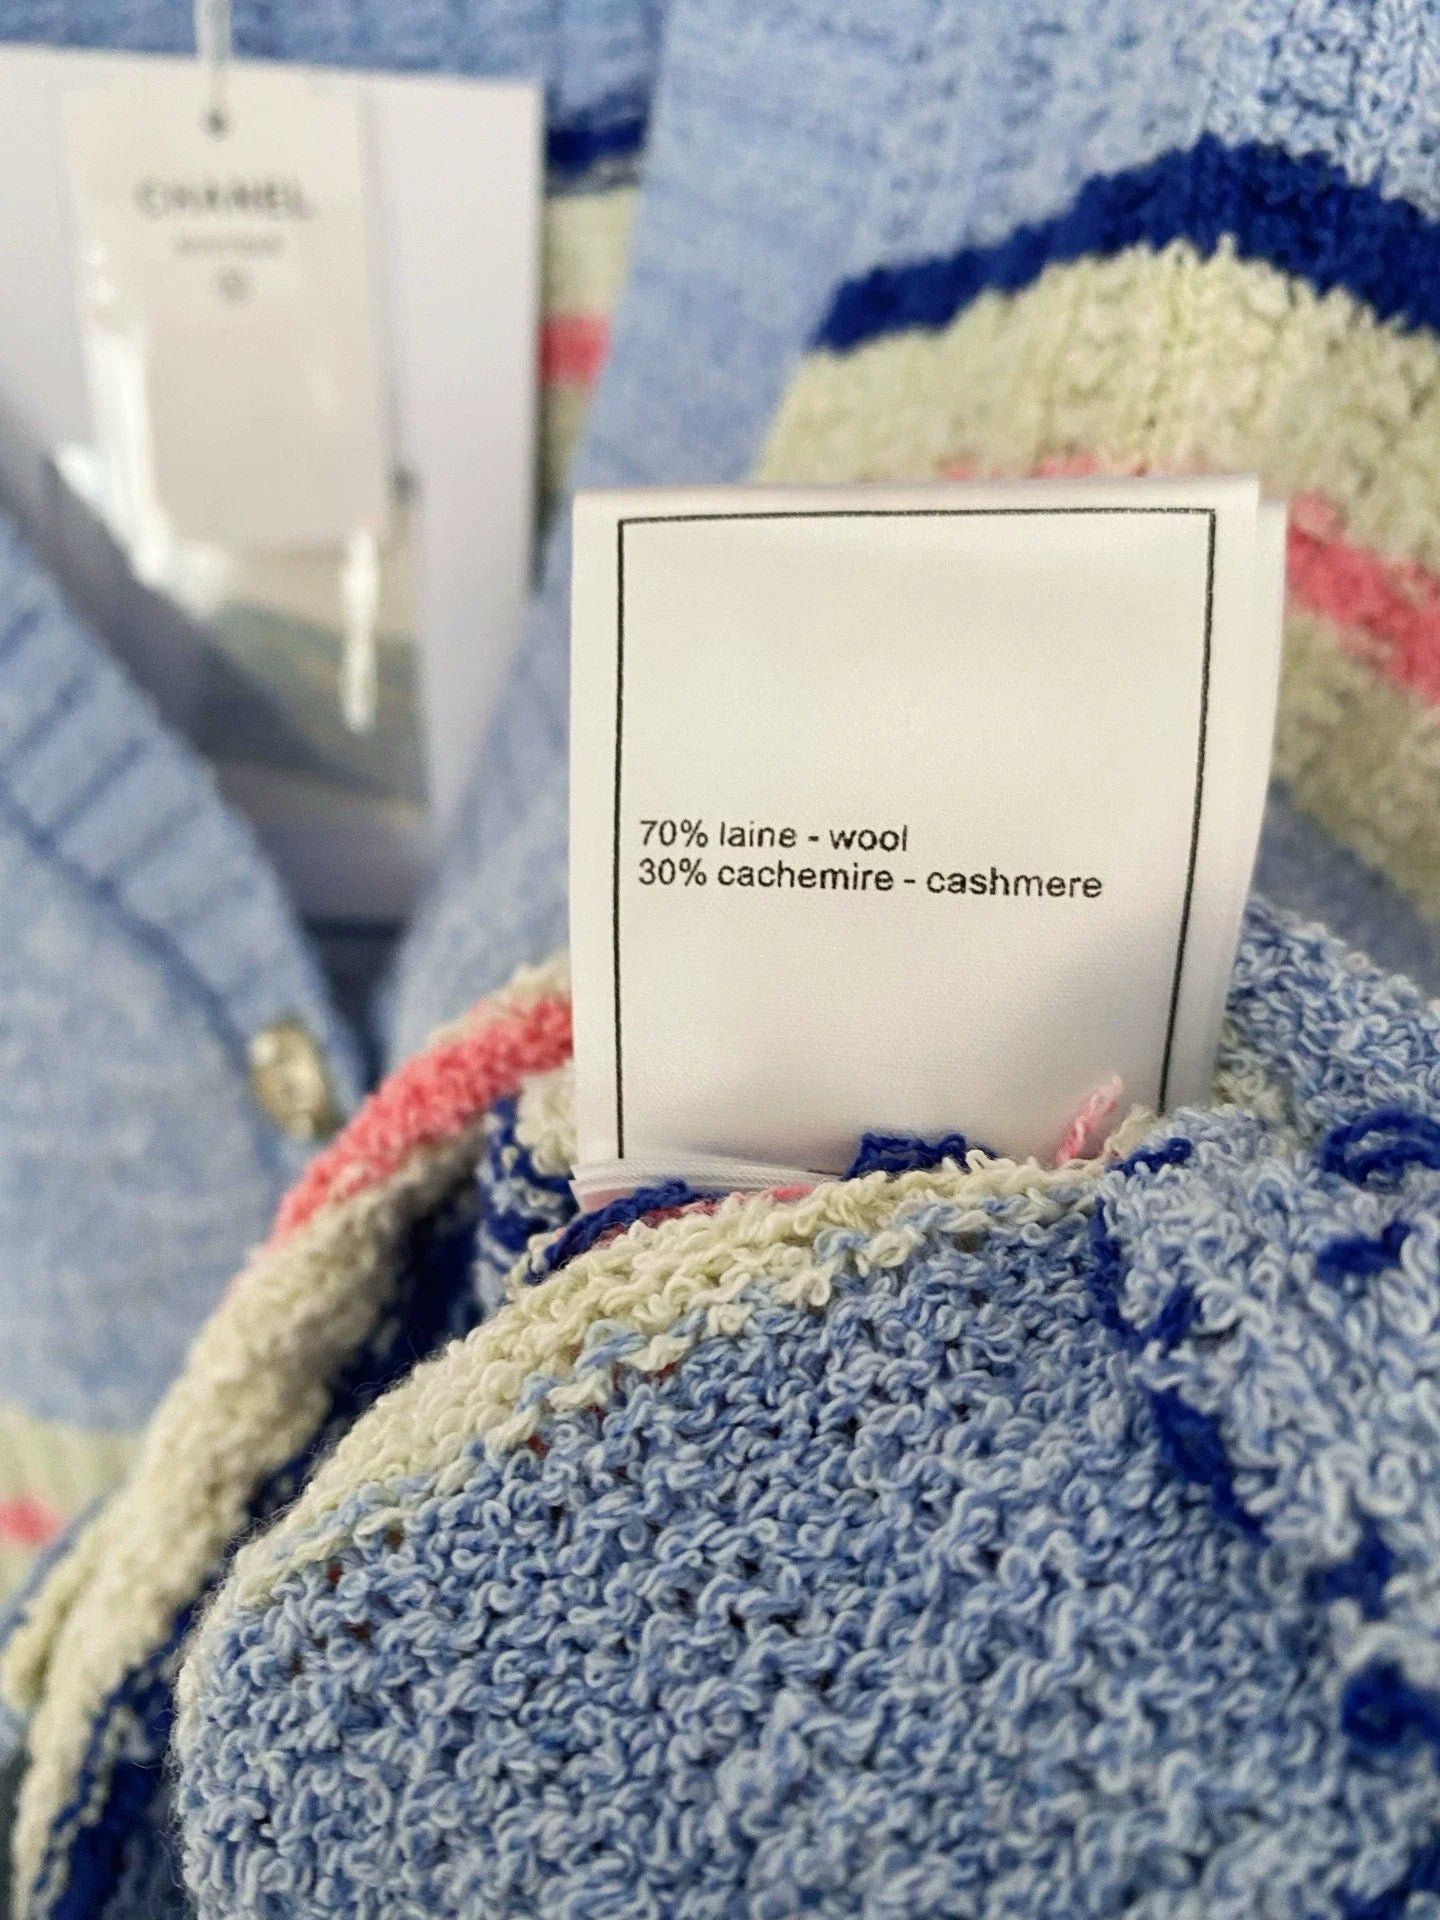 CHANEL
70% laine - wool
30% cachemire - cashmere